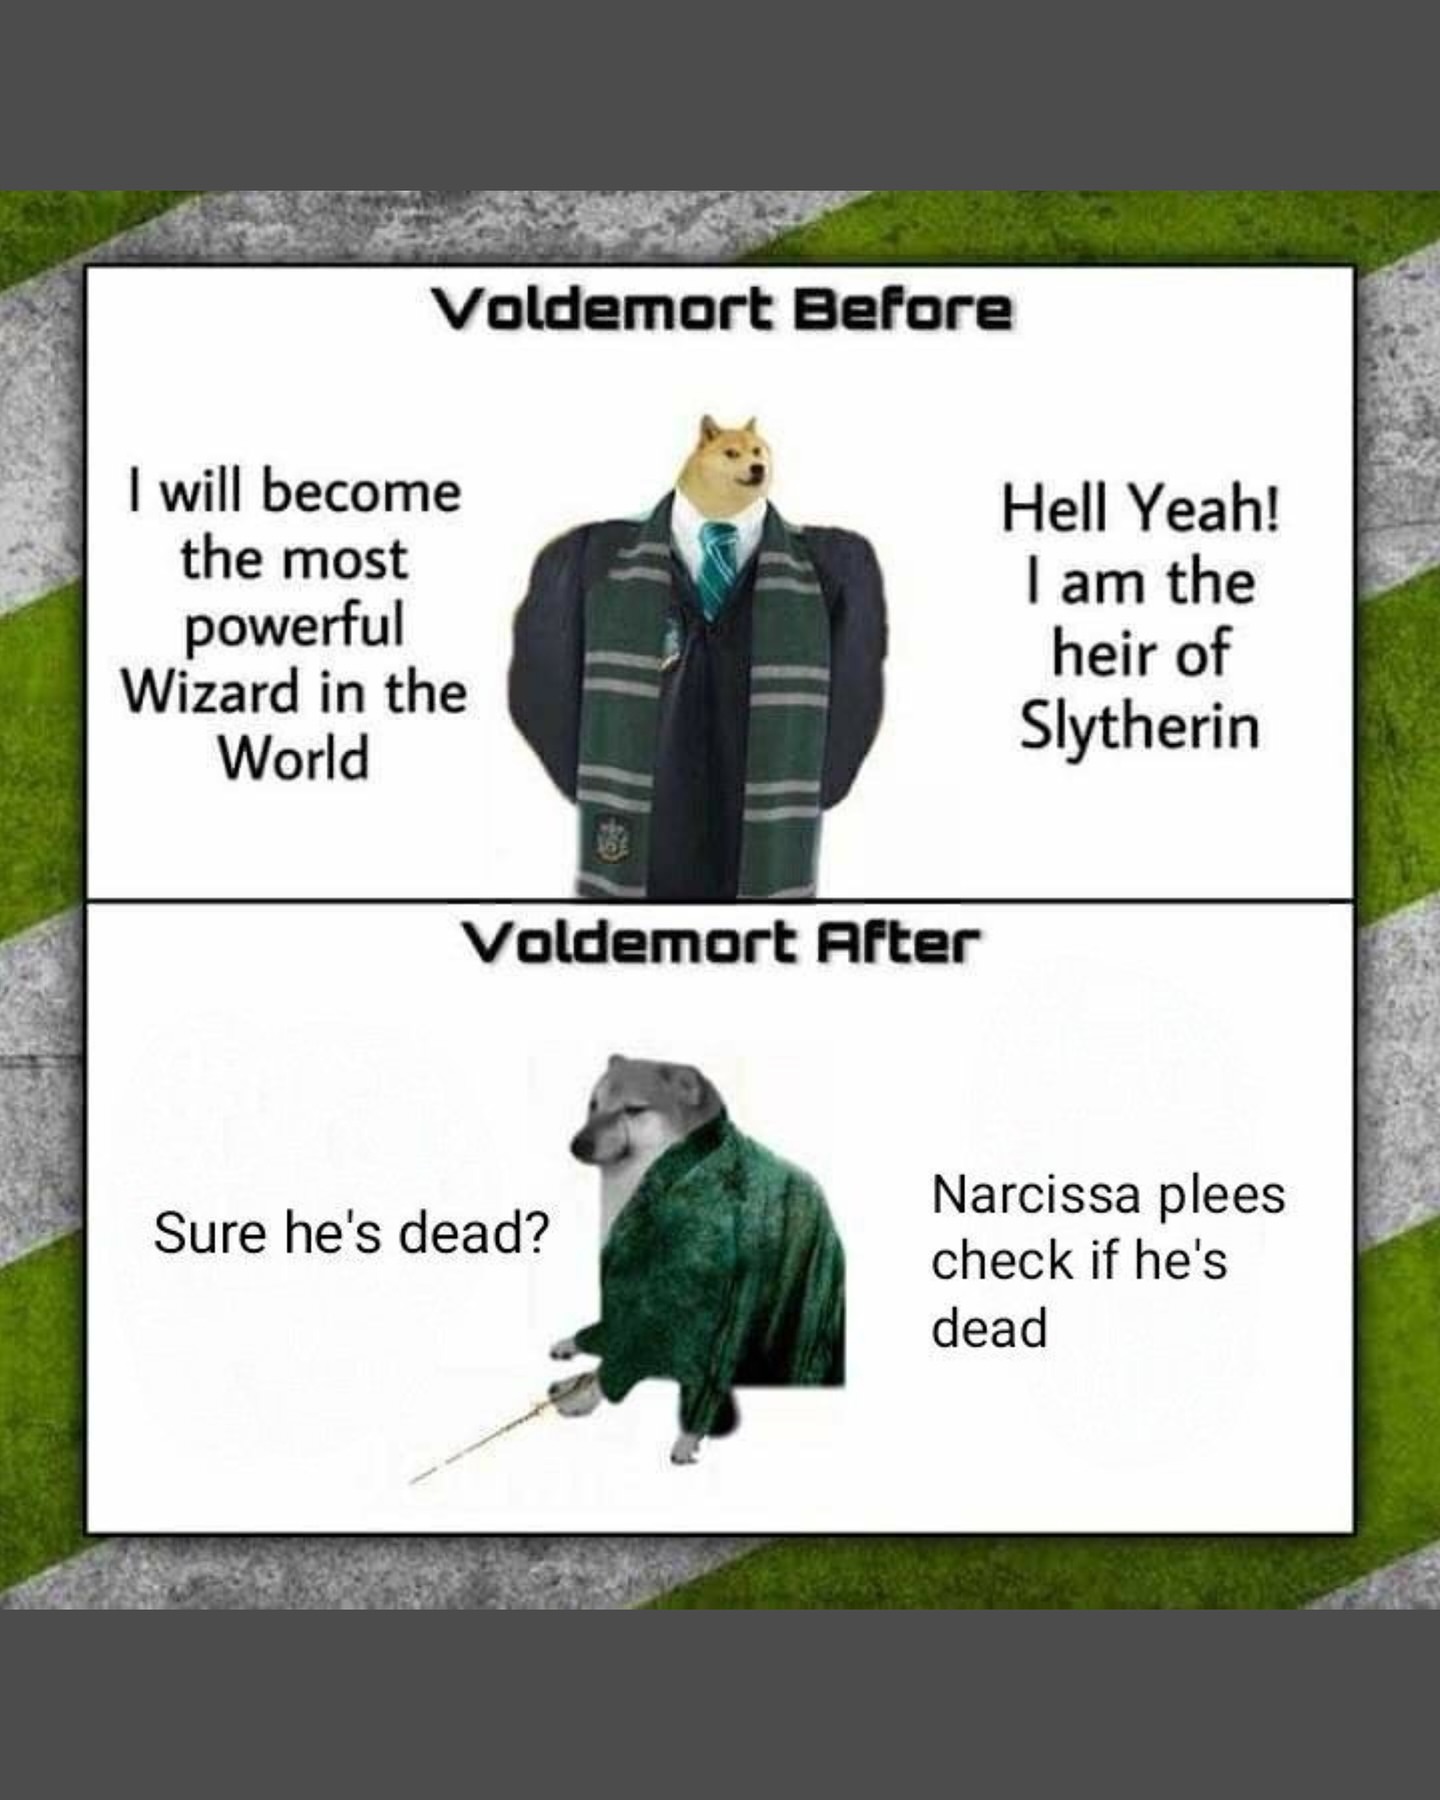 Voldemort Before
I will become
the most
powerful
Wizard in the
World
Hell Yeah!
I am the
heir of
Slytherin
Voldemort After
Sure he's dead?
Narcissa plees
check if he's
dead